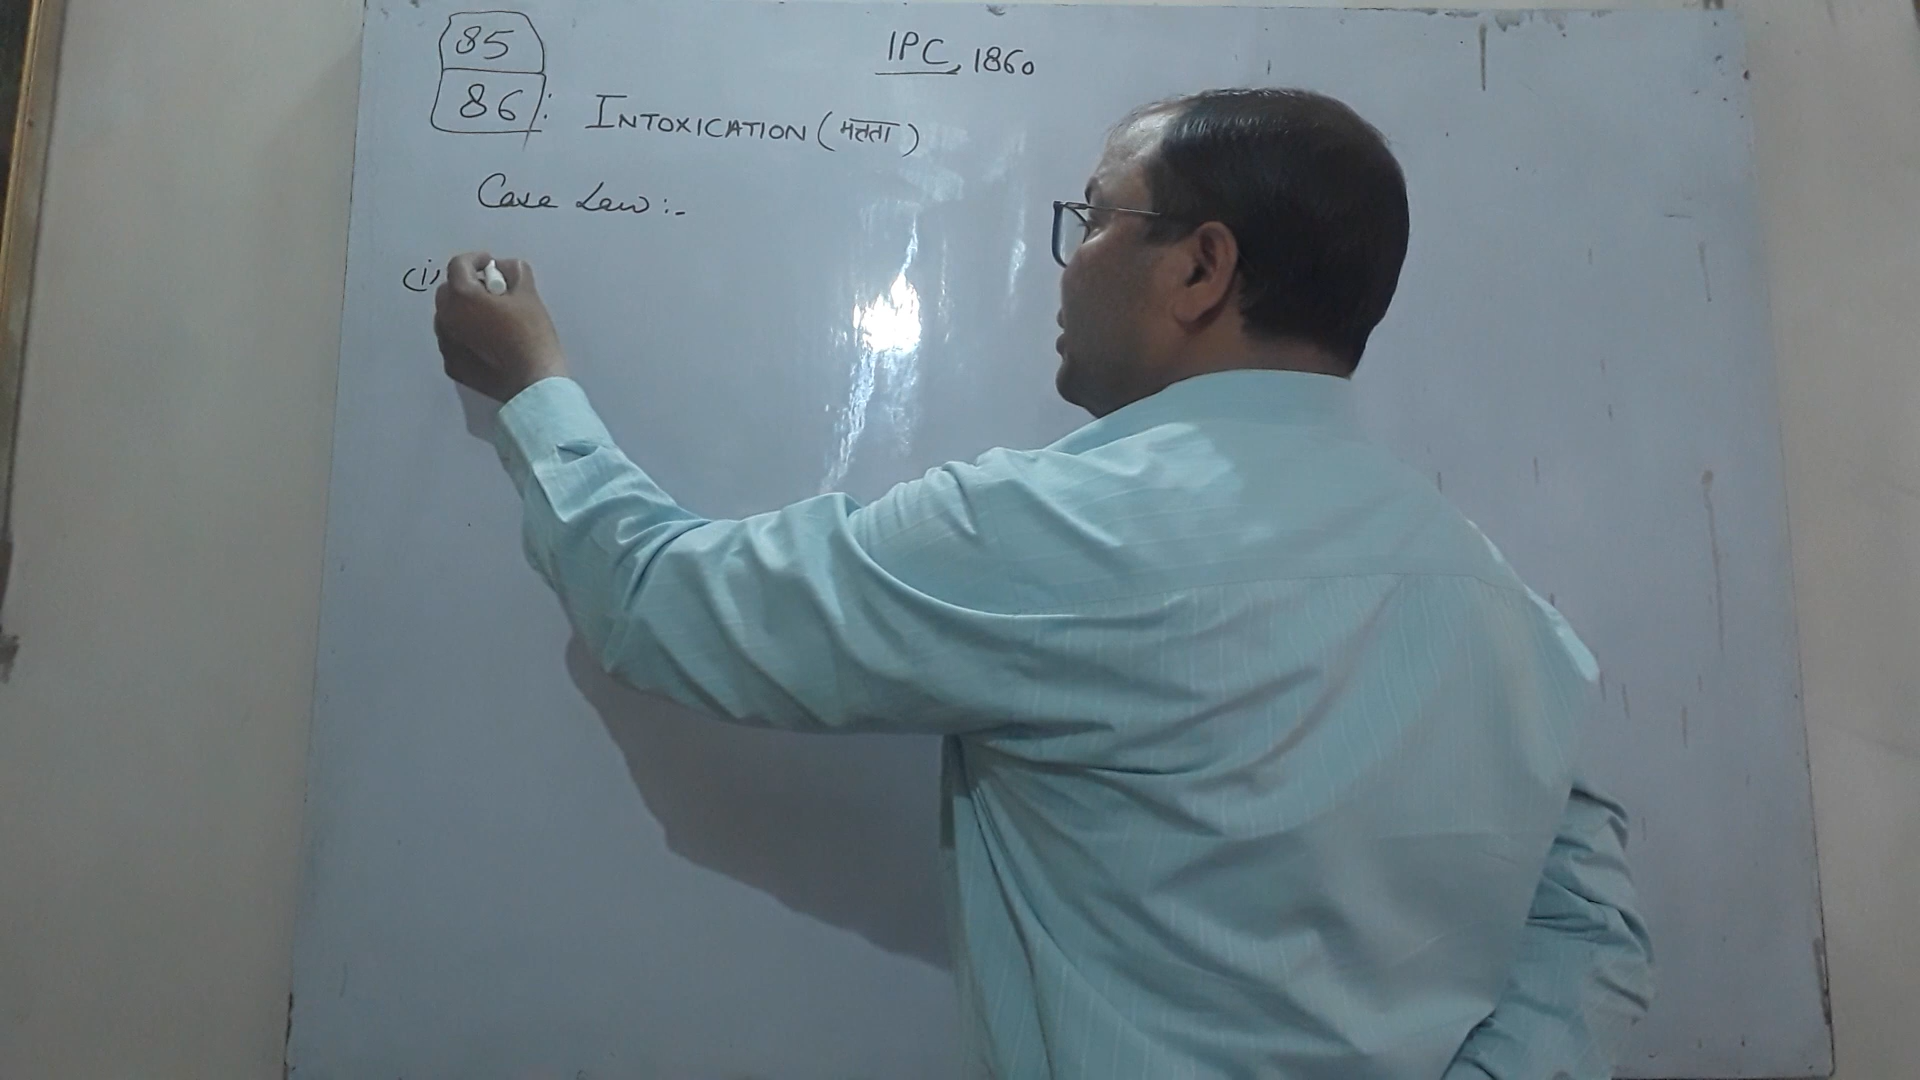 85
IPC, 1860
86 : INTOXICATION (मत्तता)
Case Law :-
(i)